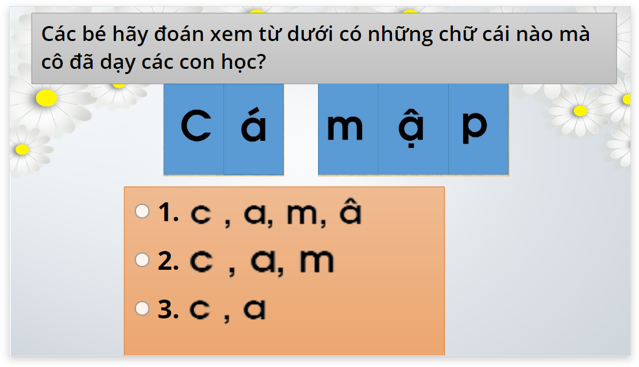 Các bé hãy đoán xem từ dưới có những chữ cái nào mà
cô đã dạy các con học?
C á m ậ p
1. c , a, m, â
2. c , a, m
3. c , a